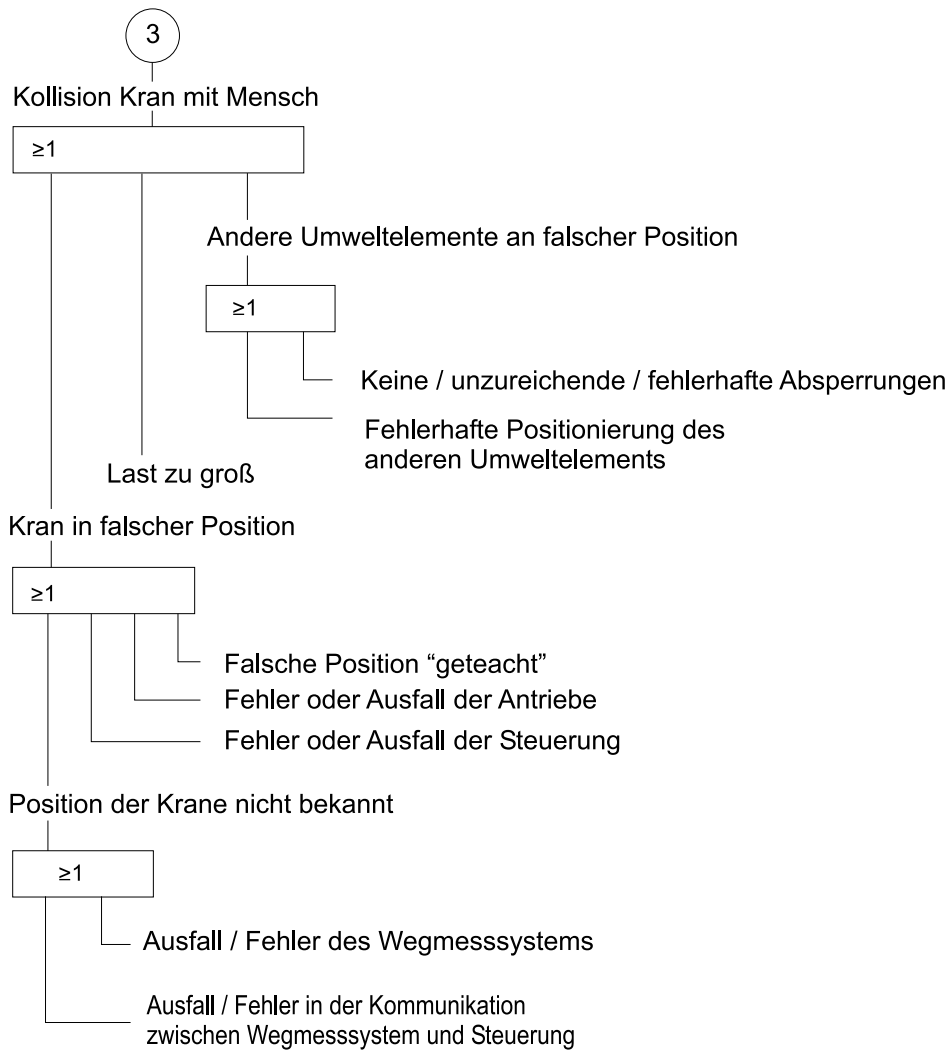 3
Kollision Kran mit Mensch
≥1
Andere Umweltelemente an falscher Position
≥1
Keine / unzureichende / fehlerhafte Absperrungen
Fehlerhafte Positionierung des
anderen Umweltelements
Last zu groß
Kran in falscher Position
≥1
Falsche Position “geteacht”
Fehler oder Ausfall der Antriebe
Fehler oder Ausfall der Steuerung
Position der Krane nicht bekannt
≥1
Ausfall / Fehler des Wegmesssystems
Ausfall / Fehler in der Kommunikation
zwischen Wegmesssystem und Steuerung